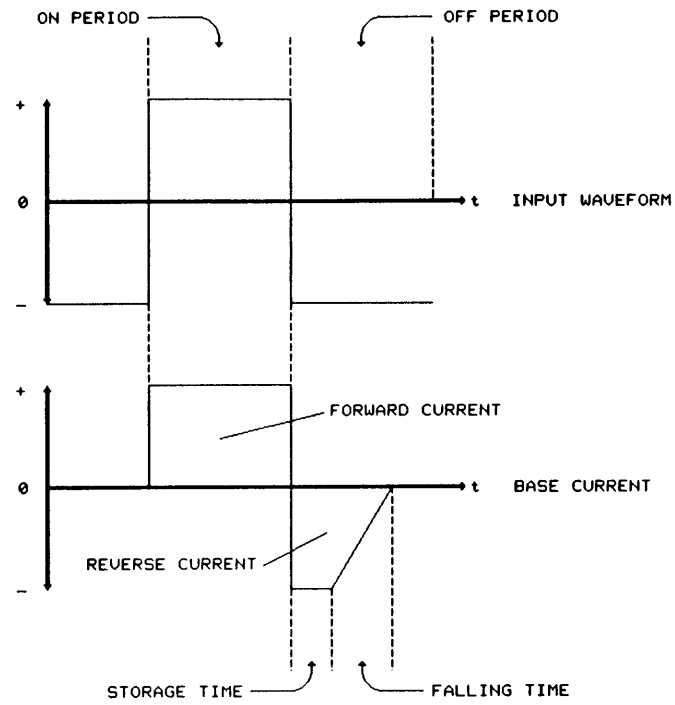 ON PERIOD
OFF PERIOD
+
0
t
INPUT WAVEFORM
-
+
FORWARD CURRENT
0
t
BASE CURRENT
REVERSE CURRENT
-
STORAGE TIME
FALLING TIME